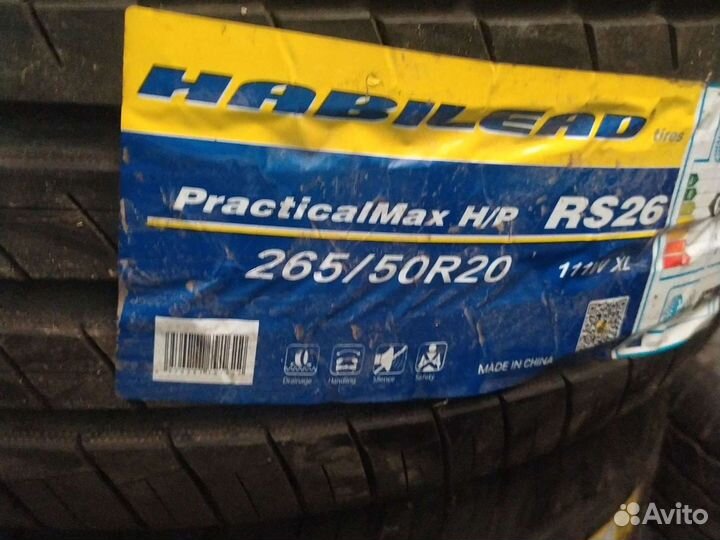 HABILEAD
tires
PracticalMax H/P RS26
265/50R20 111V XL
Drainage Handling Silence Safety
MADE IN CHINA
Avito